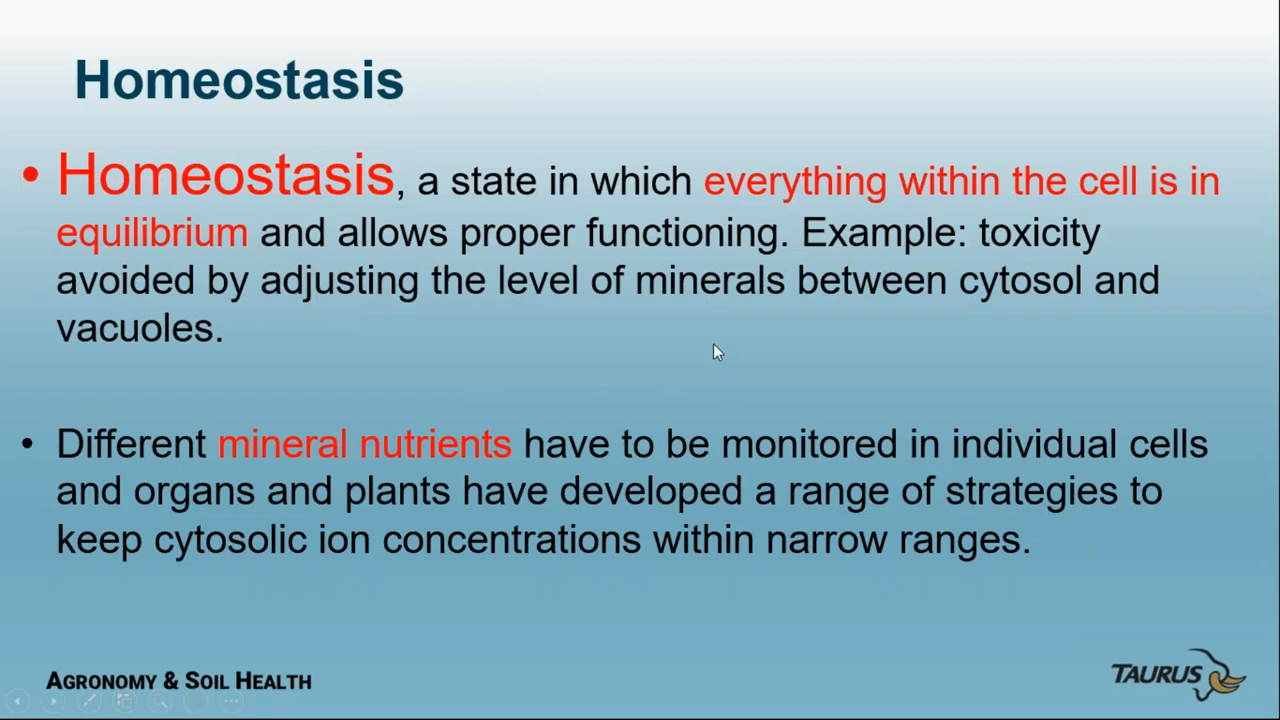 Homeostasis
• Homeostasis, a state in which everything within the cell is in
equilibrium and allows proper functioning. Example: toxicity
avoided by adjusting the level of minerals between cytosol and
vacuoles.
• Different mineral nutrients have to be monitored in individual cells
and organs and plants have developed a range of strategies to
keep cytosolic ion concentrations within narrow ranges.
AGRONOMY & SOIL HEALTH
TAURUS